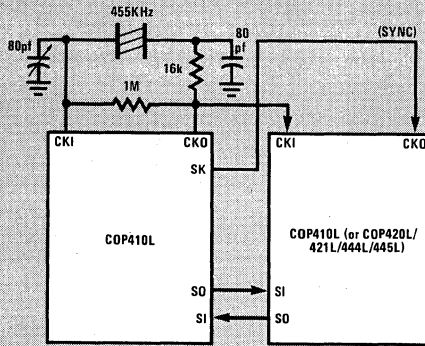 455KHz
80pf
80
pf
(SYNC)
16k
1M
CKI
CKO
CKI
CKO
SK
COP410L
COP410L (or COP420L/
421L/444L/445L)
SO
SI
SI
SO